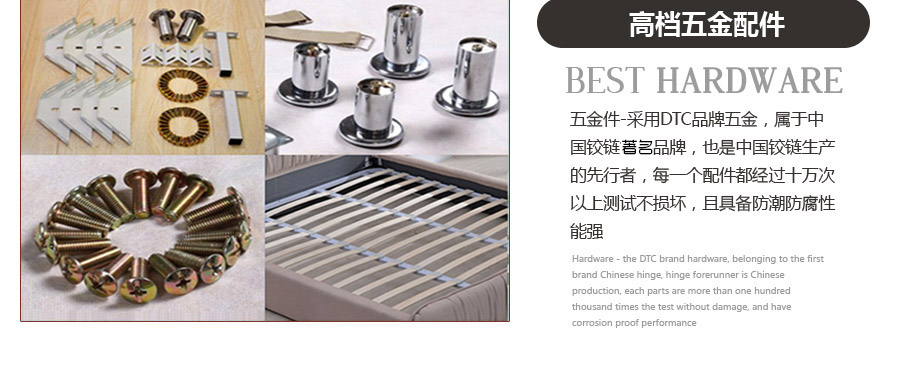 高档五金配件
BEST HARDWARE
五金件-采用DTC品牌五金，属于中
国铰链著名品牌，也是中国铰链生产
的先行者，每一个配件都经过十万次
以上测试不损坏，且具备防潮防腐性
能强
Hardware - the DTC brand hardware, belonging to the first
brand Chinese hinge, hinge forerunner is Chinese
production, each parts are more than one hundred
thousand times the test without damage, and have
corrosion proof performance